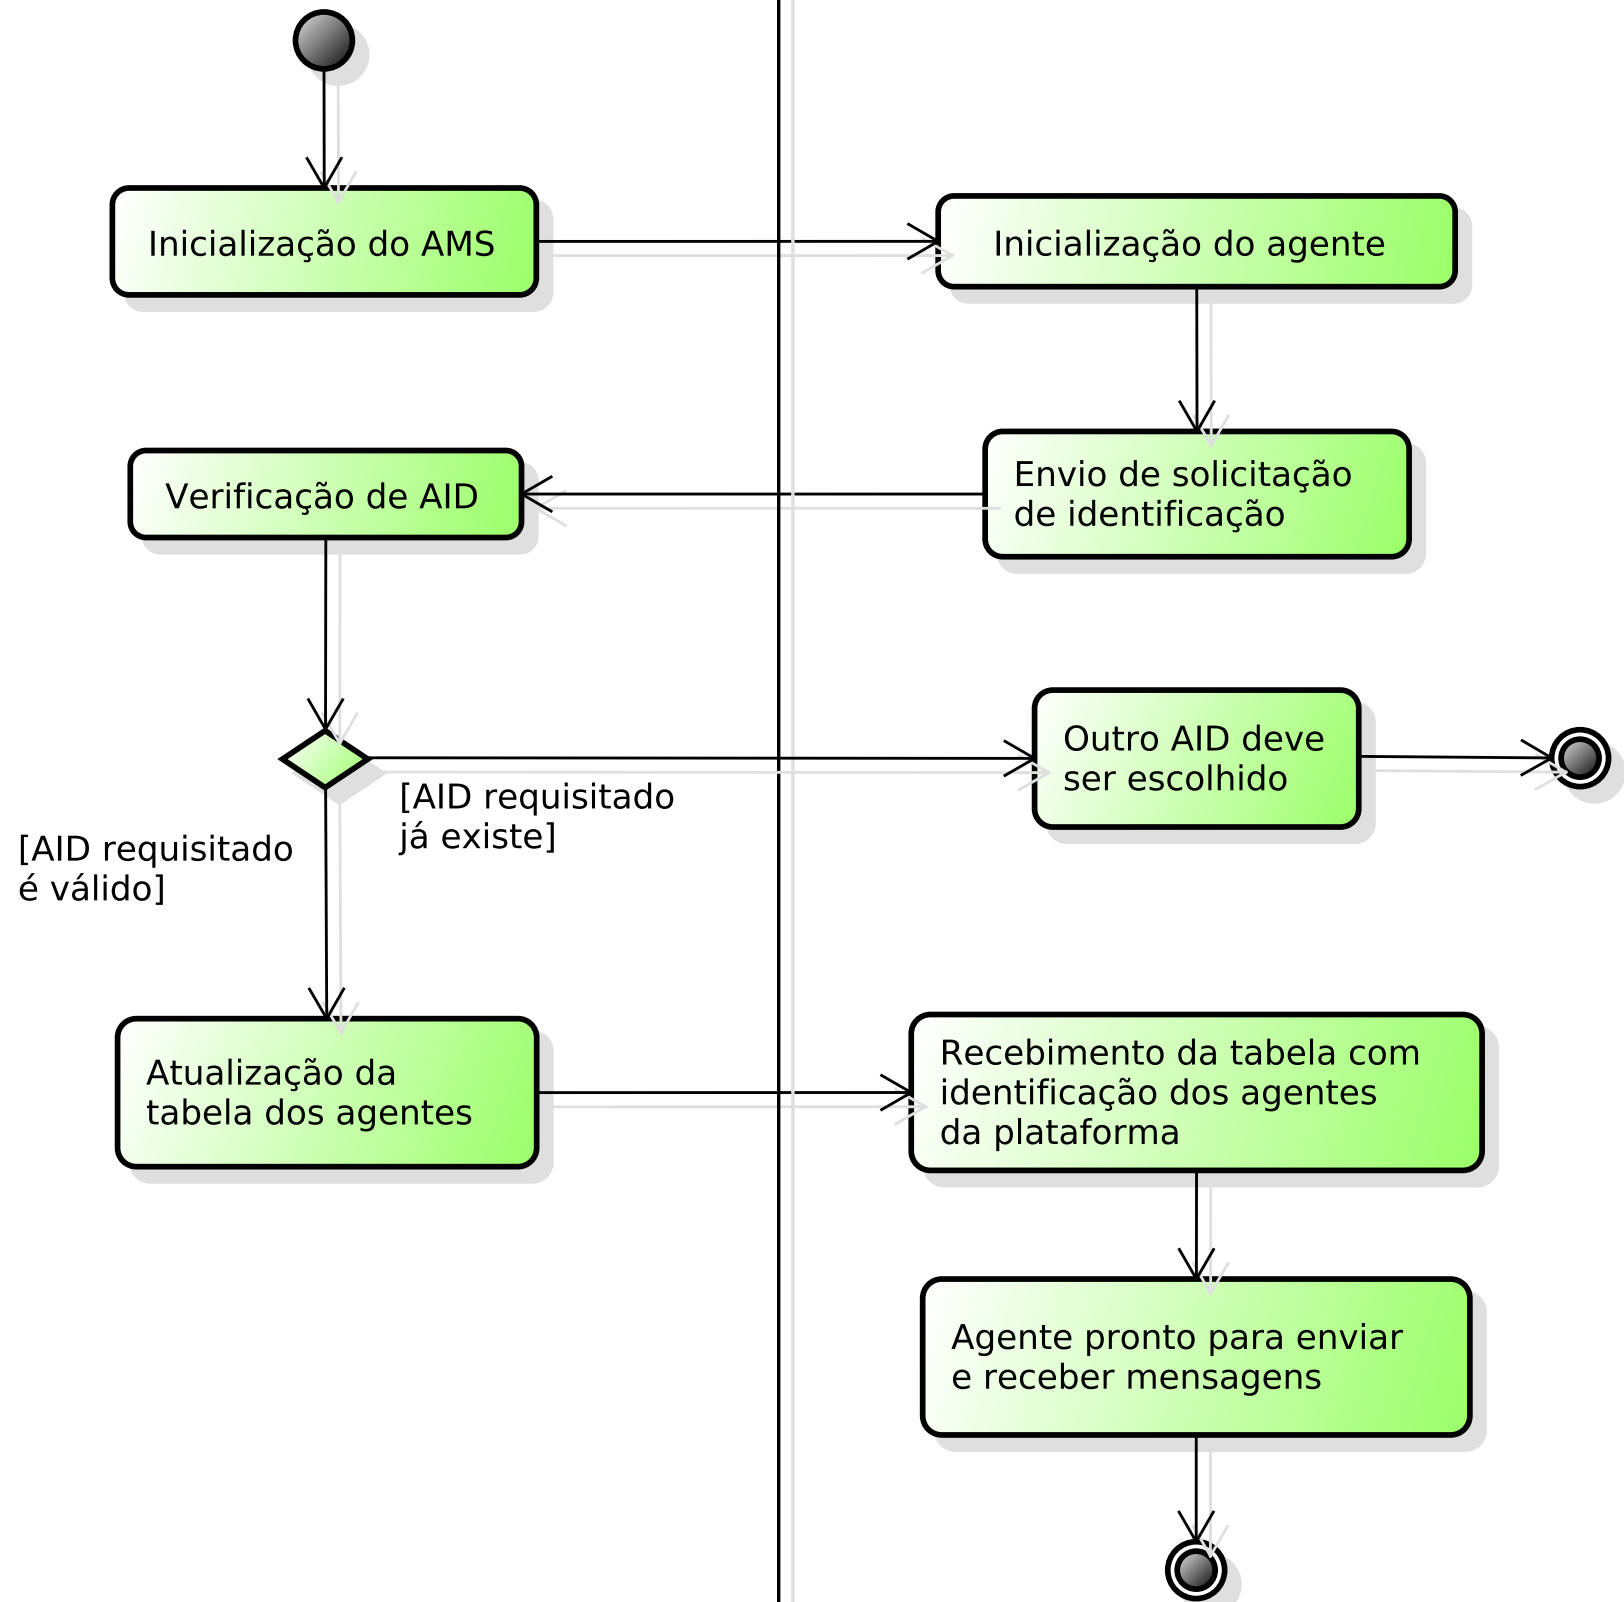 Inicialização do AMS
Inicialização do agente
Envio de solicitação
de identificação
Verificação de AID
Outro AID deve
ser escolhido
[AID requisitado
já existe]
[AID requisitado
é válido]
Atualização da
tabela dos agentes
Recebimento da tabela com
identificação dos agentes
da plataforma
Agente pronto para enviar
e receber mensagens